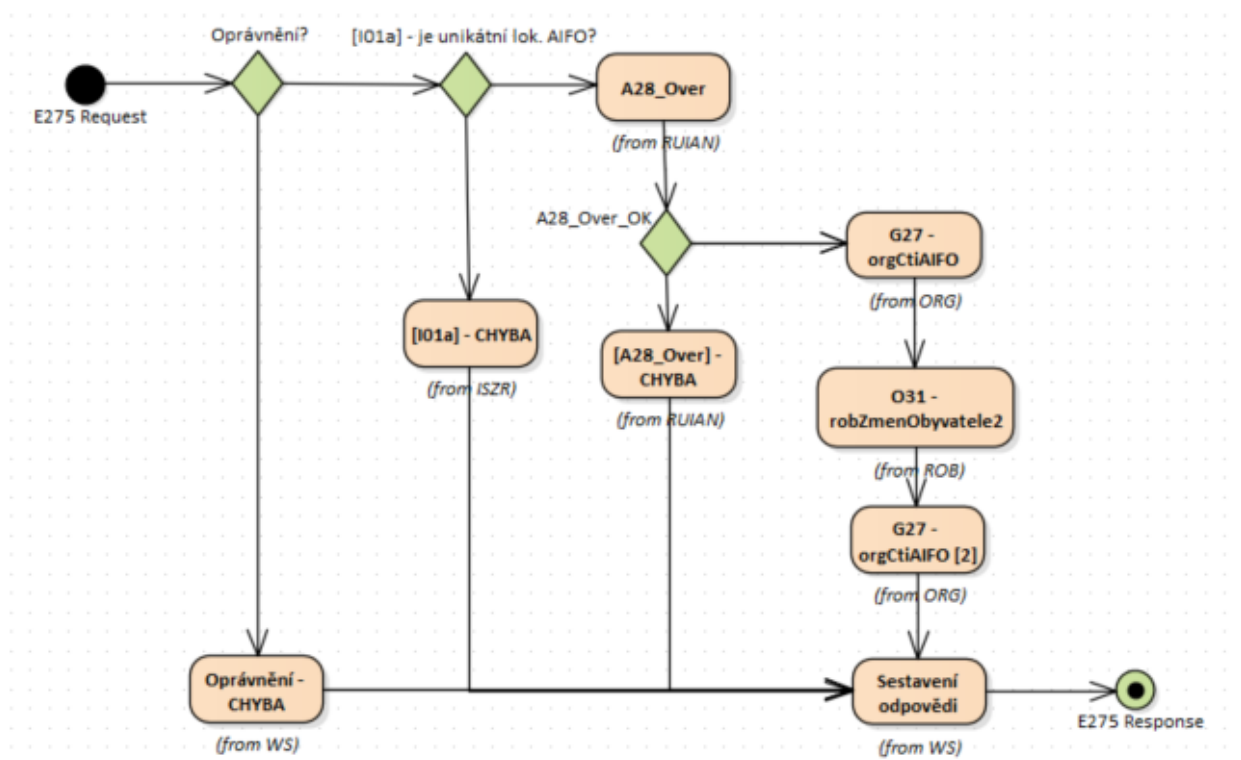 Oprávnění?
[I01a] - je unikátní lok. AIFO?
E275 Request
A28_Over
(from RUIAN)
A28_Over_OK
G27 -
orgCtiAIFO
(from ORG)
[I01a] - CHYBA
(from ISZR)
[A28_Over] -
CHYBA
(from RUIAN)
O31 -
robZmenObyvatele2
(from ROB)
G27 -
orgCtiAIFO [2]
(from ORG)
Oprávnění -
CHYBA
(from WS)
Sestavení
odpovědi
(from WS)
E275 Response